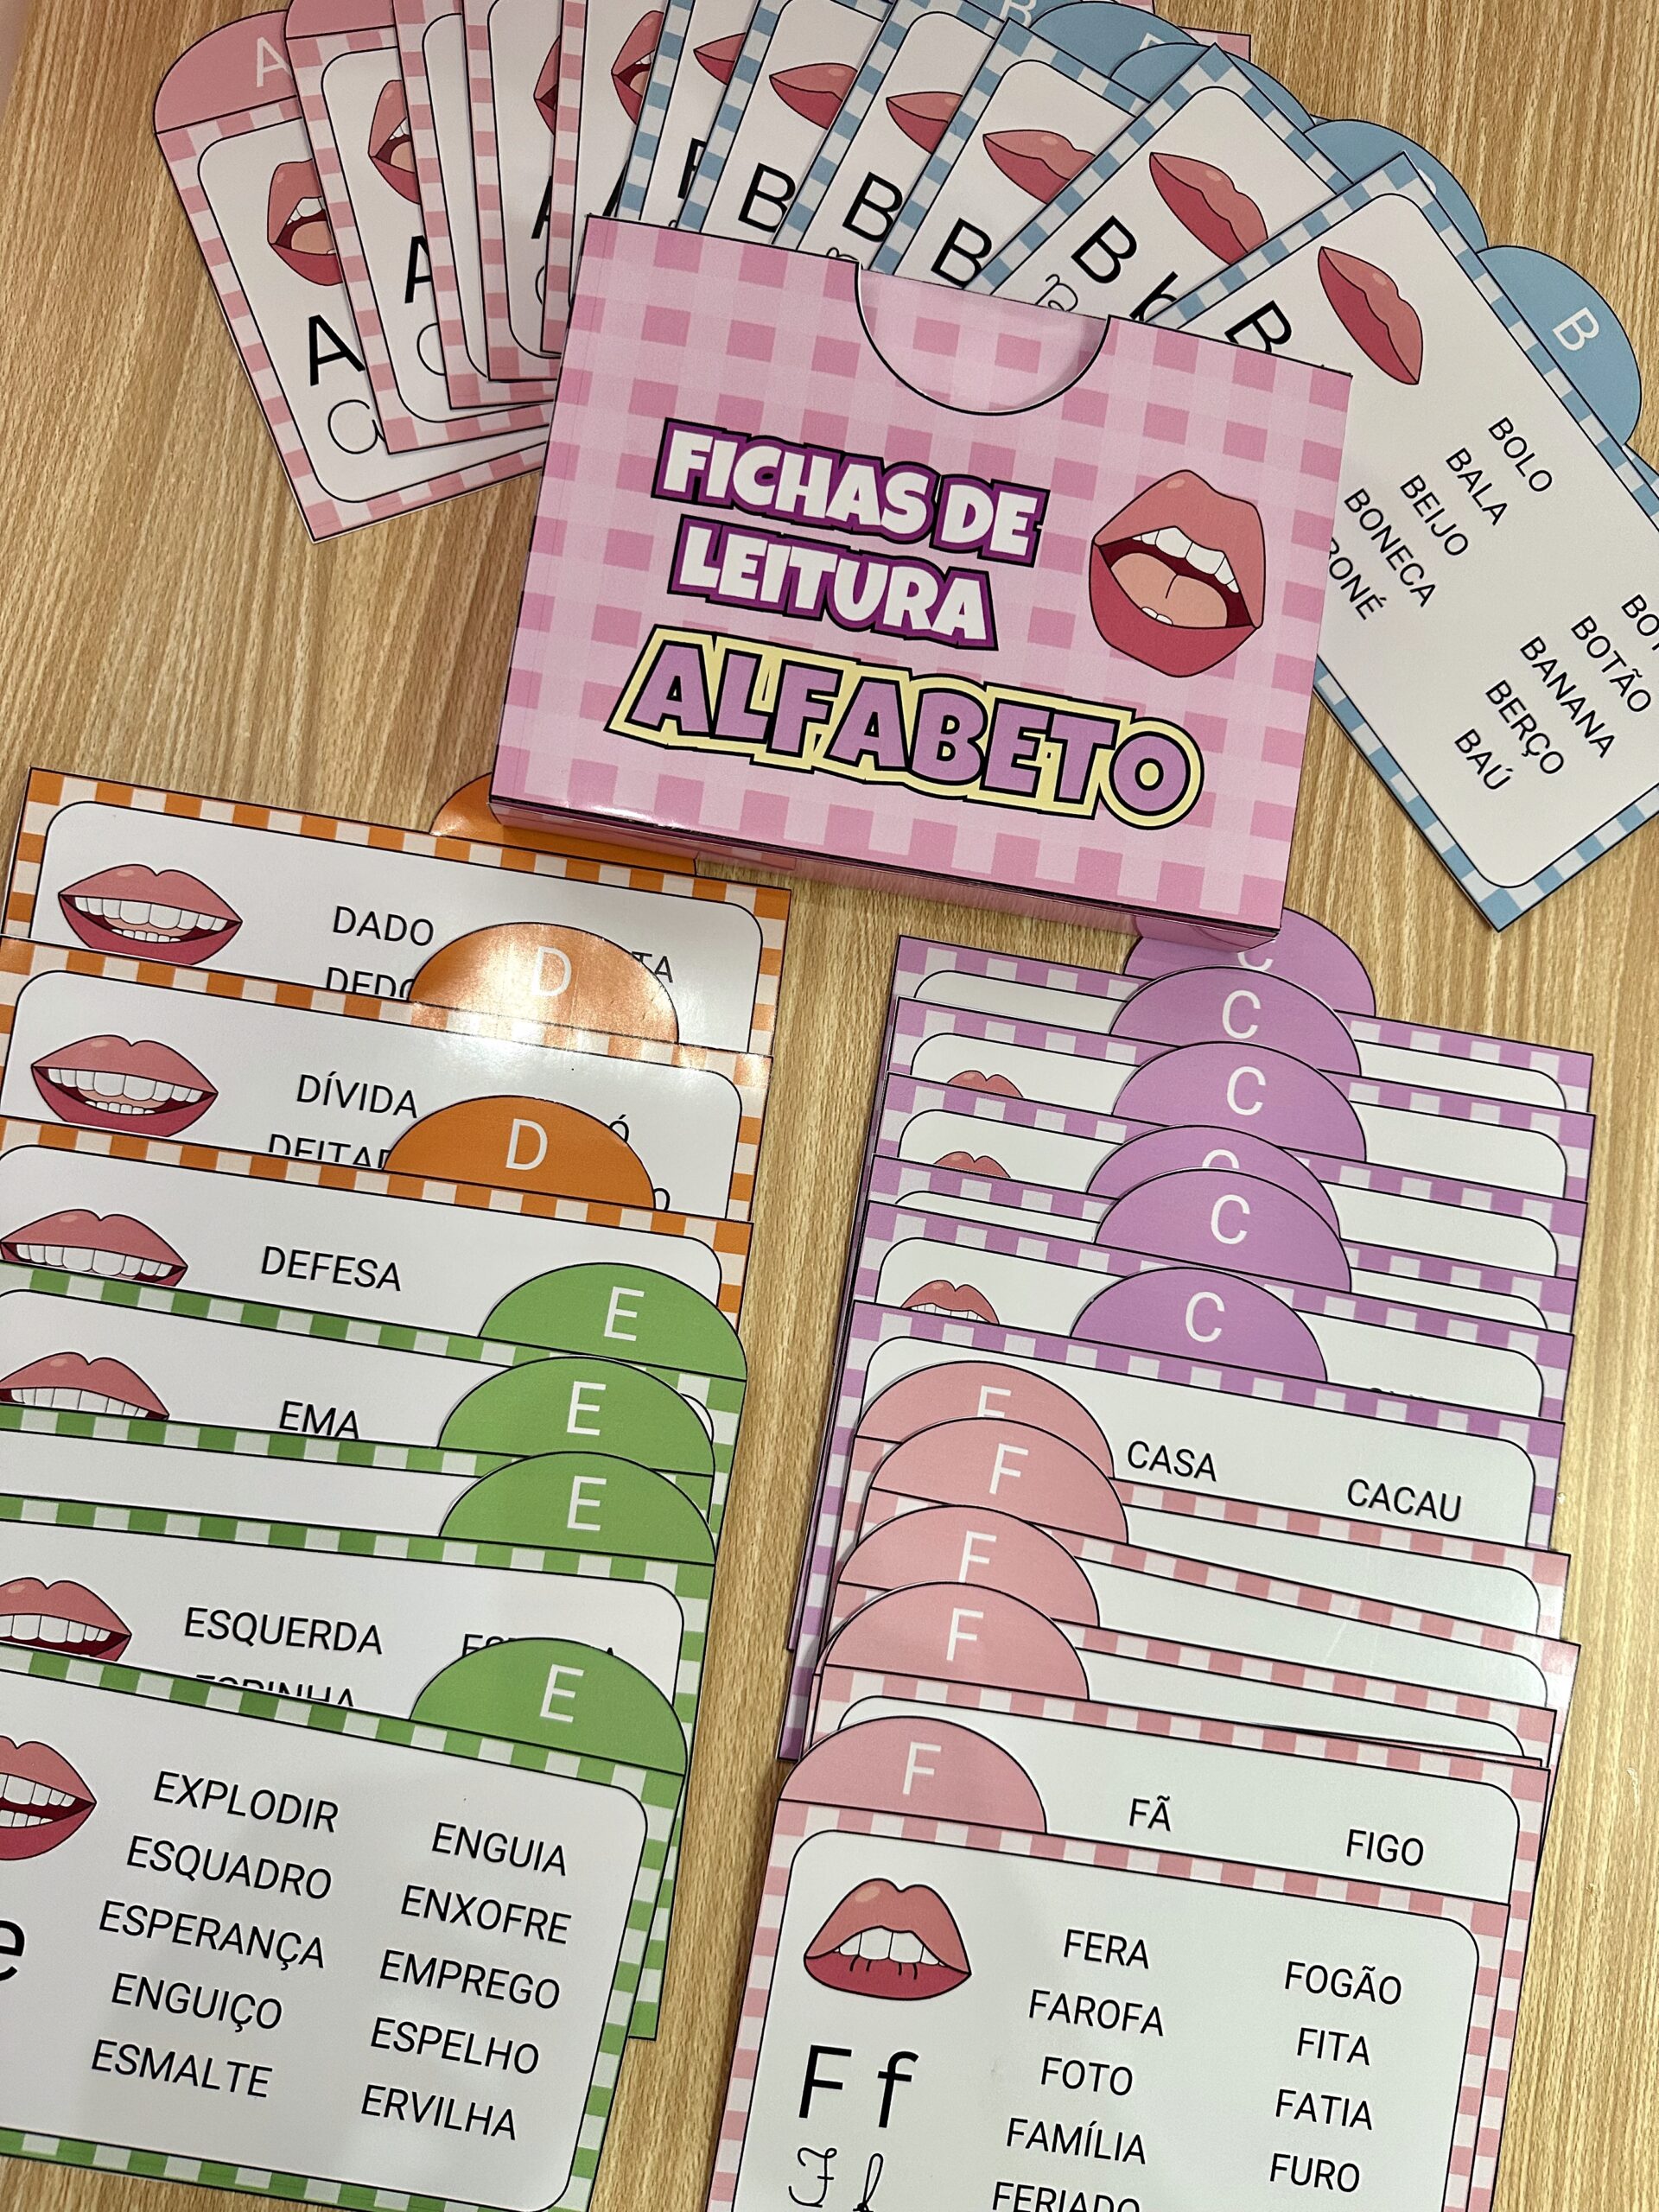 A
A
A
B
B
B
B b
B
B
BOLO
BALA
BEIJO
BONECA
BOTÃO
BANANA
BERÇO
BAÚ
FICHAS DE
LEITURA
ALFABETO
DADO
D
DÍVIDA
D
DEFESA
E
EMA
E
E
ESQUERDA
E
EXPLODIR
ESQUADRO
ESPERANÇA
ENGUIÇO
ESMALTE
ENGUIA
ENXOFRE
EMPREGO
ESPELHO
ERVILHA
e
C
C
C
C
C
C
CASA
CACAU
F
F
F
F
FÃ
FIGO
F
F f
F f
FERA
FAROFA
FOTO
FAMÍLIA
FERIADO
FOGÃO
FITA
FATIA
FURO